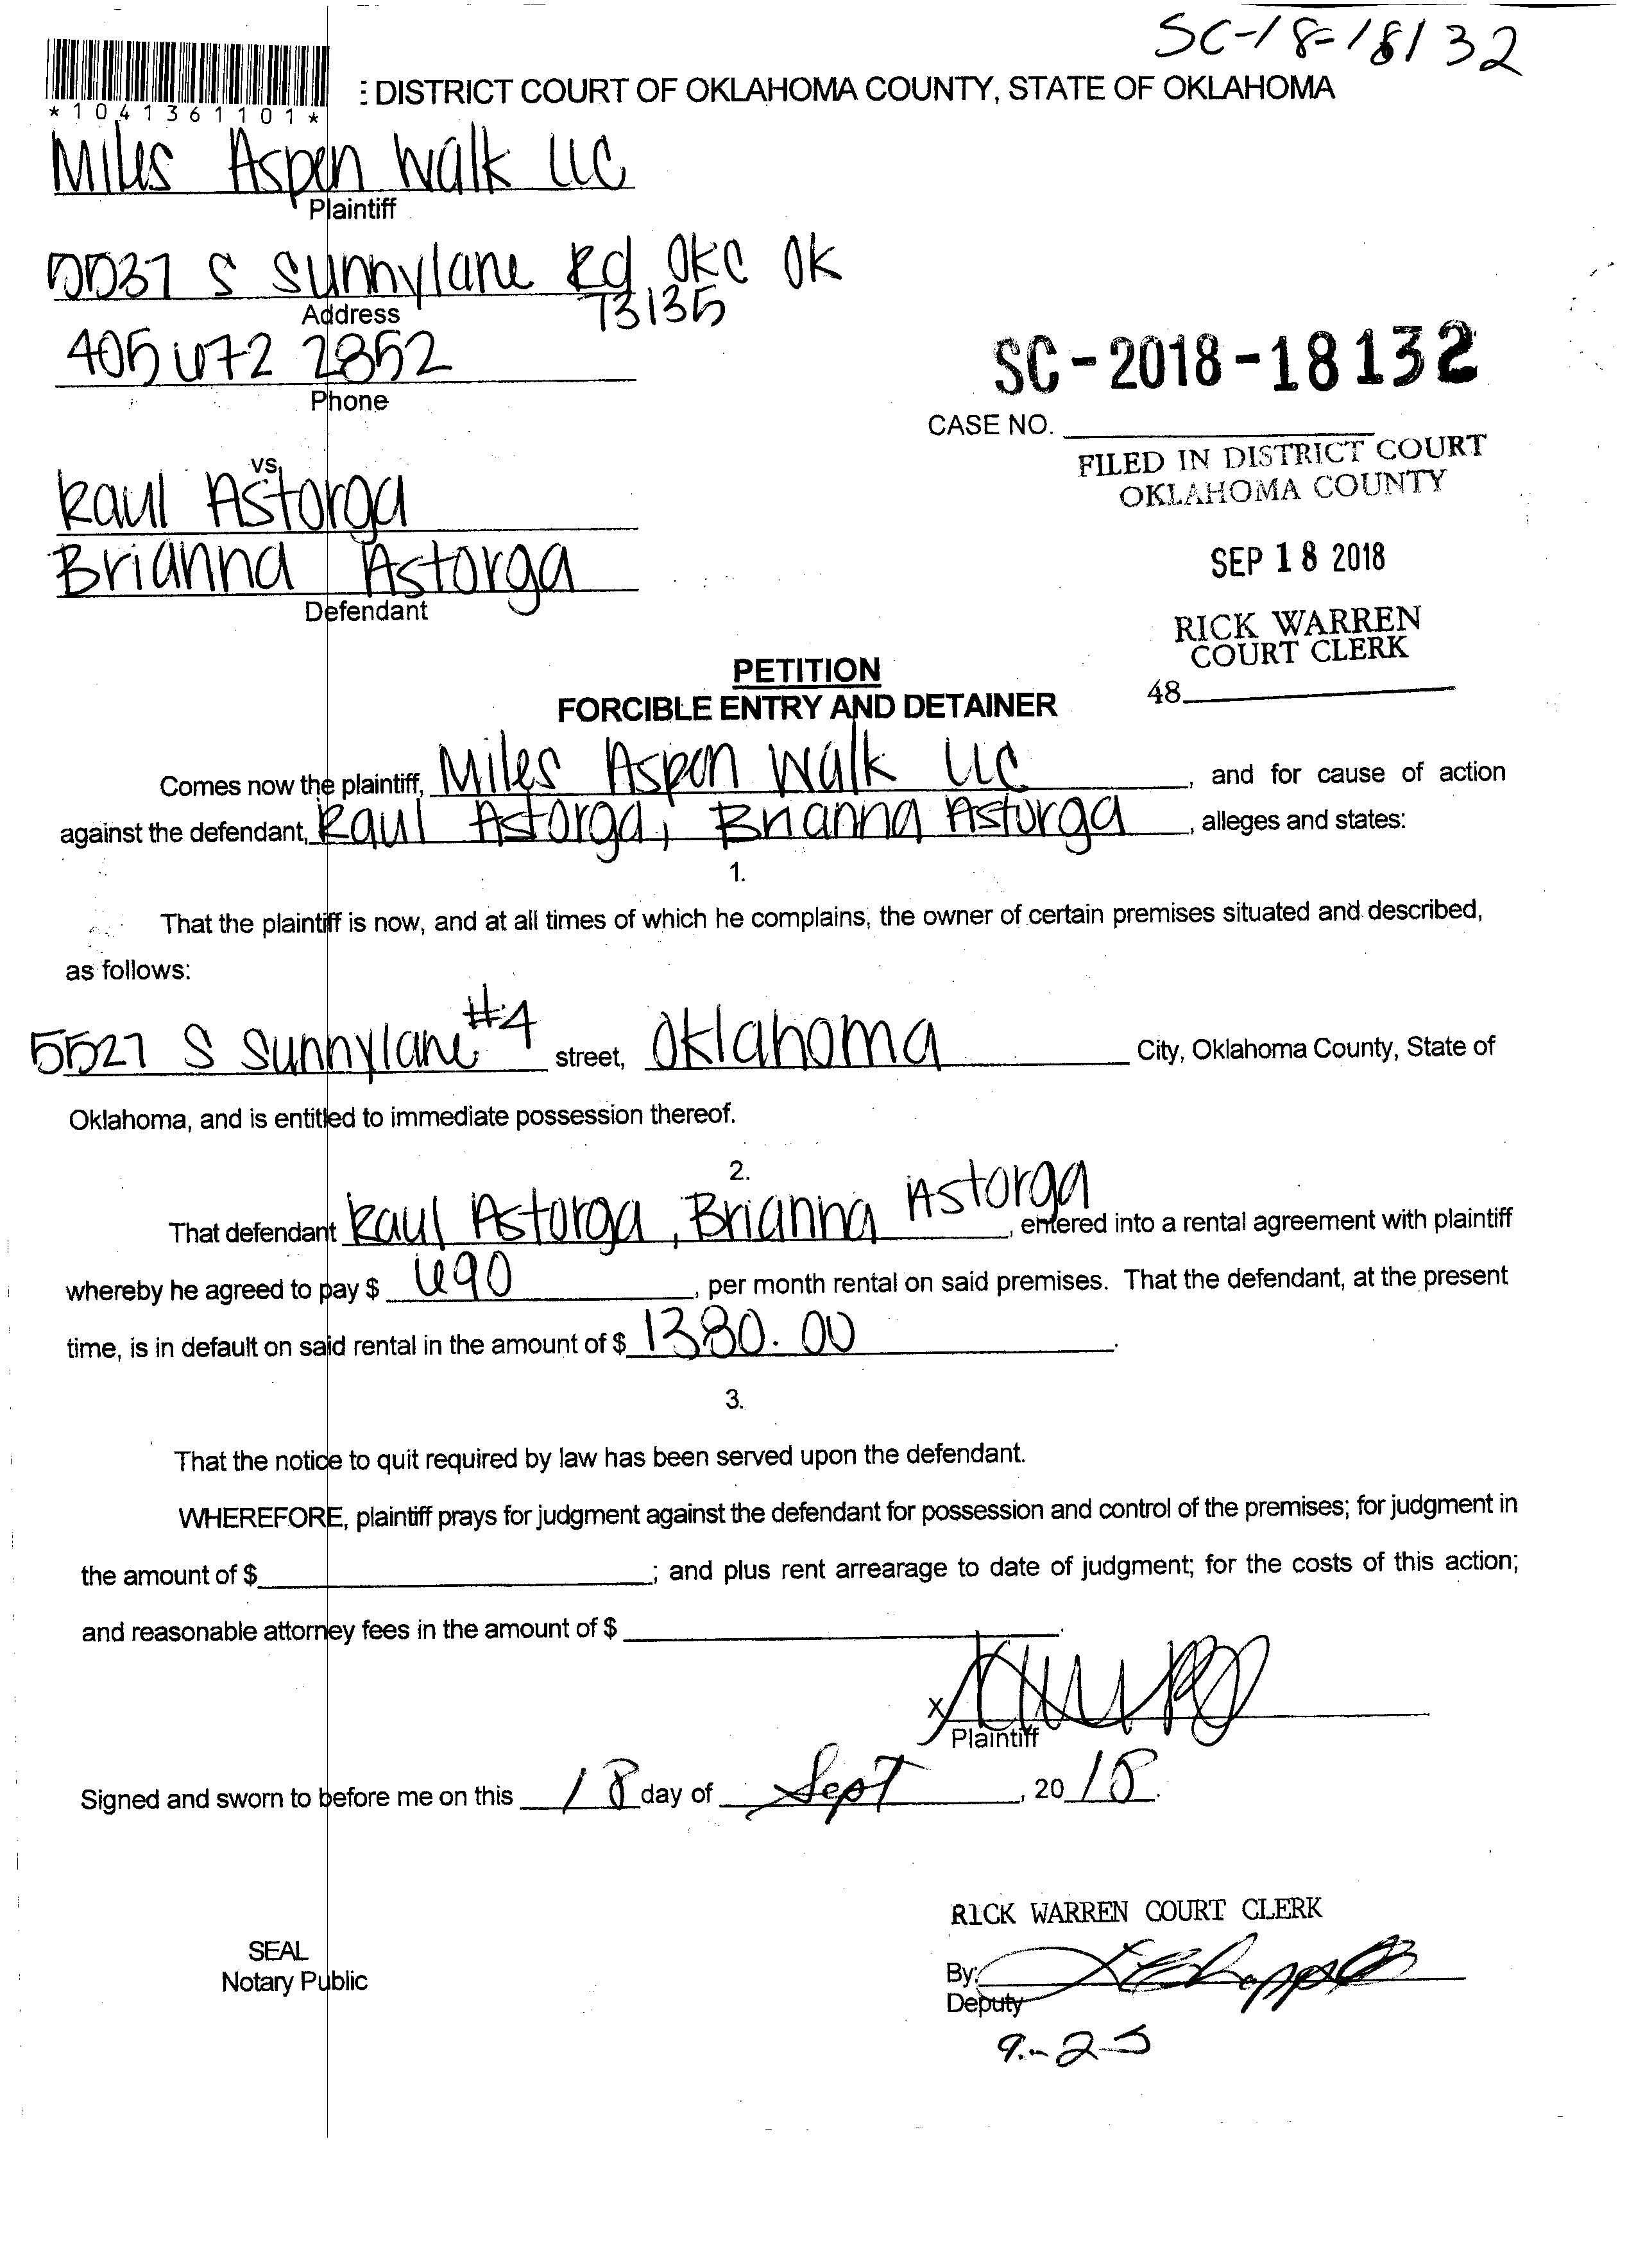 SC-18-18132
: DISTRICT COURT OF OKLAHOMA COUNTY, STATE OF OKLAHOMA
*1041361101*
Miles Aspen Walk LLC
Plaintiff
5537 S Sunnylane Rd OKC OK
73135
Address
405 672 2852
Phone
SC-2018-18132
CASE NO.
FILED IN DISTRICT COURT
OKLAHOMA COUNTY
vs.
Raul Astorga
Brianna Astorga
Defendant
SEP 18 2018
RICK WARREN
COURT CLERK
48
PETITION
FORCIBLE ENTRY AND DETAINER
Comes now the plaintiff, Miles Aspen Walk LLC, and for cause of action
against the defendant, Raul Astorga, Brianna Astorga, alleges and states:
1.
That the plaintiff is now, and at all times of which he complains, the owner of certain premises situated and described,
as follows:
5527 S Sunnylane #4 street, Oklahoma City, Oklahoma County, State of
Oklahoma, and is entitled to immediate possession thereof.
2.
That defendant Raul Astorga, Brianna Astorga, entered into a rental agreement with plaintiff
whereby he agreed to pay $ 690, per month rental on said premises. That the defendant, at the present
time, is in default on said rental in the amount of $ 1380.00.
3.
That the notice to quit required by law has been served upon the defendant.
WHEREFORE, plaintiff prays for judgment against the defendant for possession and control of the premises; for judgment in
the amount of $ ; and plus rent arrearage to date of judgment; for the costs of this action;
and reasonable attorney fees in the amount of $ .
X
Plaintiff
Signed and sworn to before me on this 18 day of Sept, 2018.
RICK WARREN COURT CLERK
SEAL
Notary Public
By:
Deputy
9-25